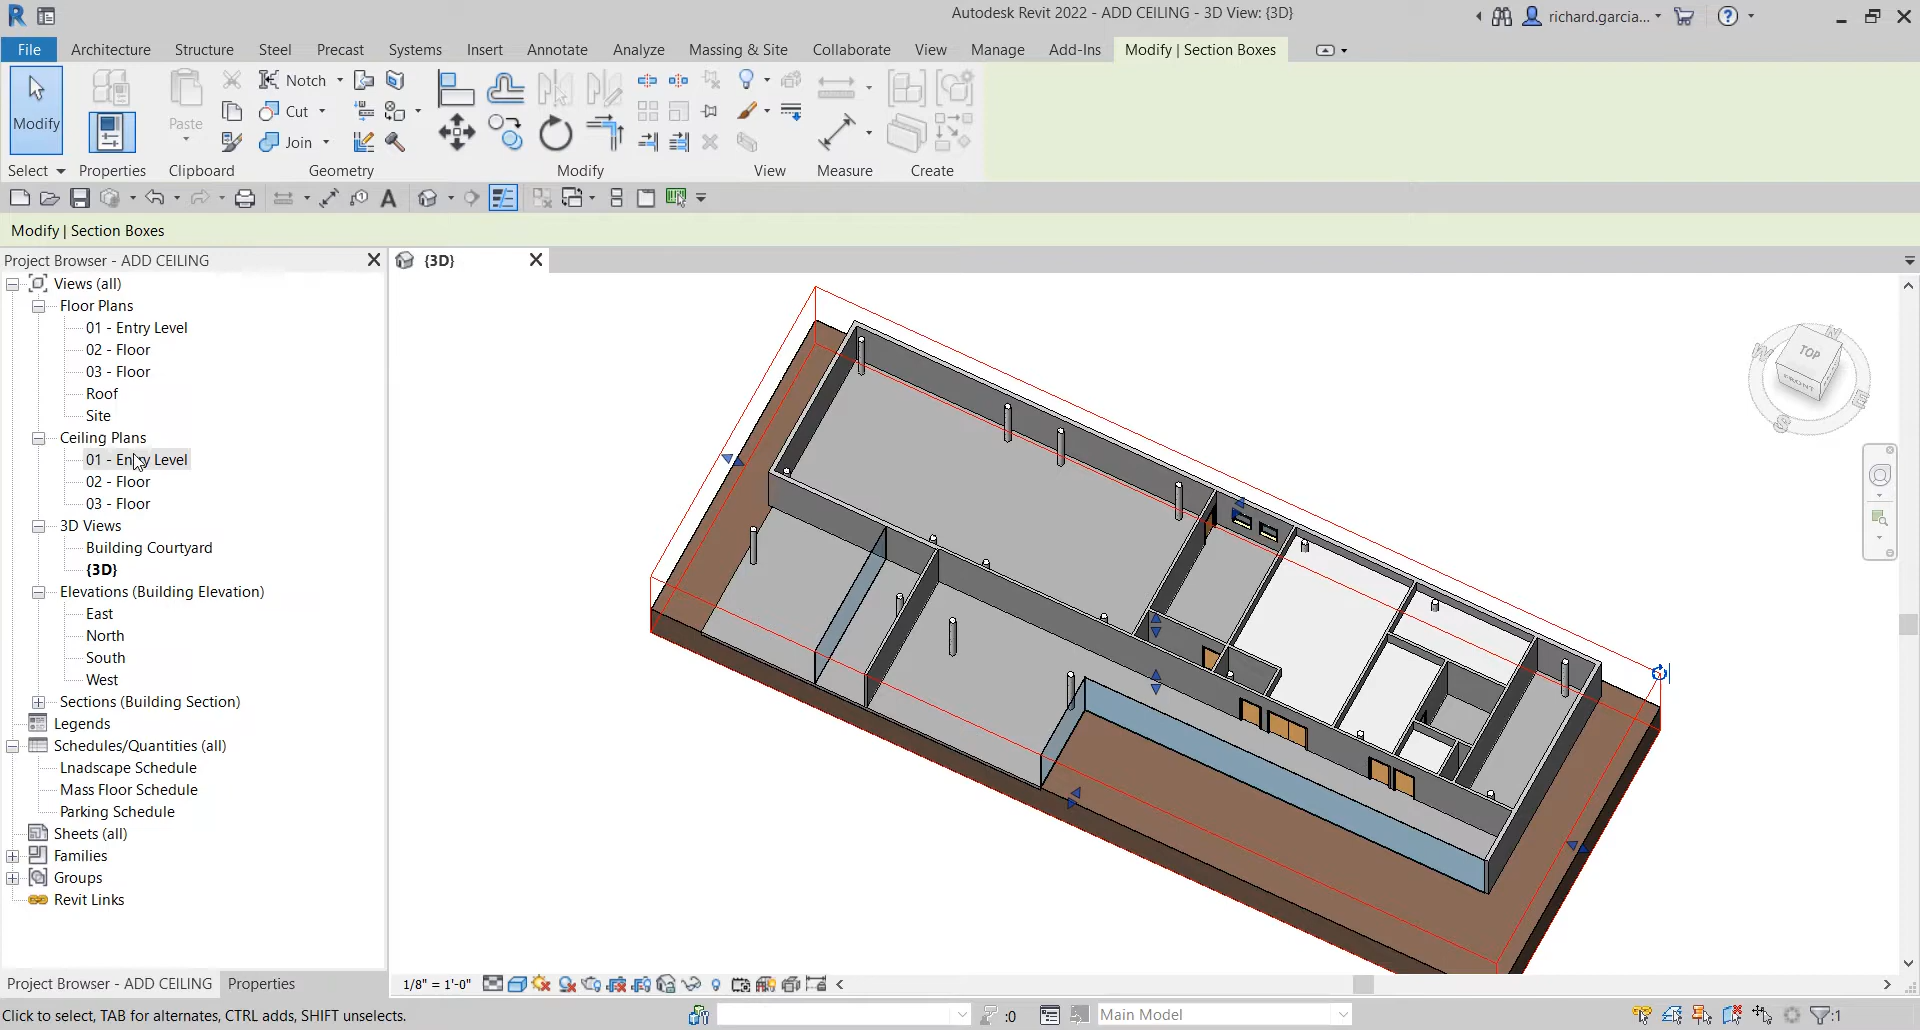 Autodesk Revit 2022 - ADD CEILING - 3D View: {3D}
richard.garcia...
File
Architecture
Structure
Steel
Precast
Systems
Insert
Annotate
Analyze
Massing & Site
Collaborate
View
Manage
Add-Ins
Modify | Section Boxes
Modify
Paste
Notch
Cut
Join
Select
Properties
Clipboard
Geometry
Modify
View
Measure
Create
Modify | Section Boxes
Project Browser - ADD CEILING
{3D}
Views (all)
Floor Plans
01 - Entry Level
02 - Floor
03 - Floor
Roof
Site
Ceiling Plans
01 - Entry Level
02 - Floor
03 - Floor
3D Views
Building Courtyard
{3D}
Elevations (Building Elevation)
East
North
South
West
Sections (Building Section)
Legends
Schedules/Quantities (all)
Lnadscape Schedule
Mass Floor Schedule
Parking Schedule
Sheets (all)
Families
Groups
Revit Links
TOP
FRONT
N
W
E
S
Project Browser - ADD CEILING
Properties
1/8" = 1'-0"
Click to select, TAB for alternates, CTRL adds, SHIFT unselects.
:0
Main Model
:1